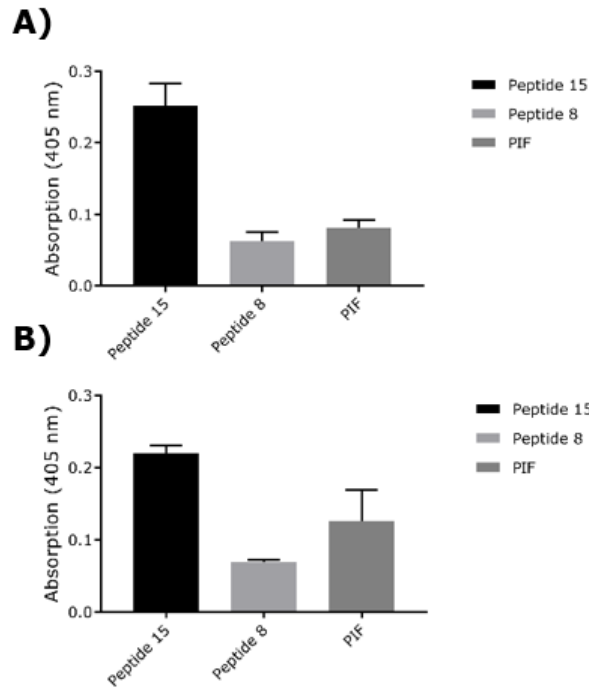 A)
Absorption (405 nm)
0.3
0.2
0.1
0.0
Peptide 15
Peptide 8
PIF
Peptide 15
Peptide 8
PIF
B)
Absorption (405 nm)
0.3
0.2
0.1
0.0
Peptide 15
Peptide 8
PIF
Peptide 15
Peptide 8
PIF